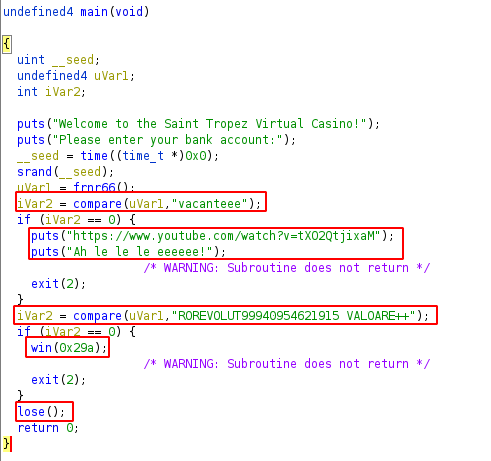 undefined4 main(void)
{
uint __seed;
undefined4 uVar1;
int iVar2;
puts("Welcome to the Saint Tropez Virtual Casino!");
puts("Please enter your bank account:");
__seed = time((time_t *)0x0);
srand(__seed);
uVar1 = frnr66();
iVar2 = compare(uVar1,"vacanteee");
if (iVar2 == 0) {
puts("https://www.youtube.com/watch?v=tXO2QtjixaM");
puts("Ah le le le eeeeee!");
/* WARNING: Subroutine does not return */
exit(2);
}
iVar2 = compare(uVar1,"ROREVOLUT99940954621915 VALOARE++");
if (iVar2 == 0) {
win(0x29a);
/* WARNING: Subroutine does not return */
exit(2);
}
lose();
return 0;
}